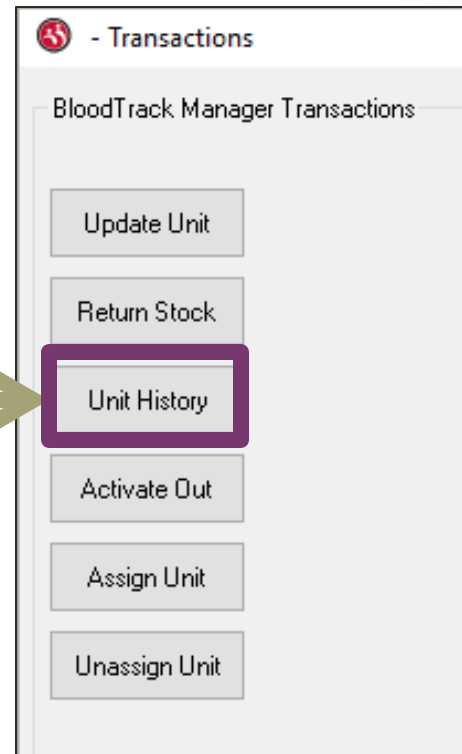 - Transactions
BloodTrack Manager Transactions
Update Unit
Return Stock
Unit History
Activate Out
Assign Unit
Unassign Unit